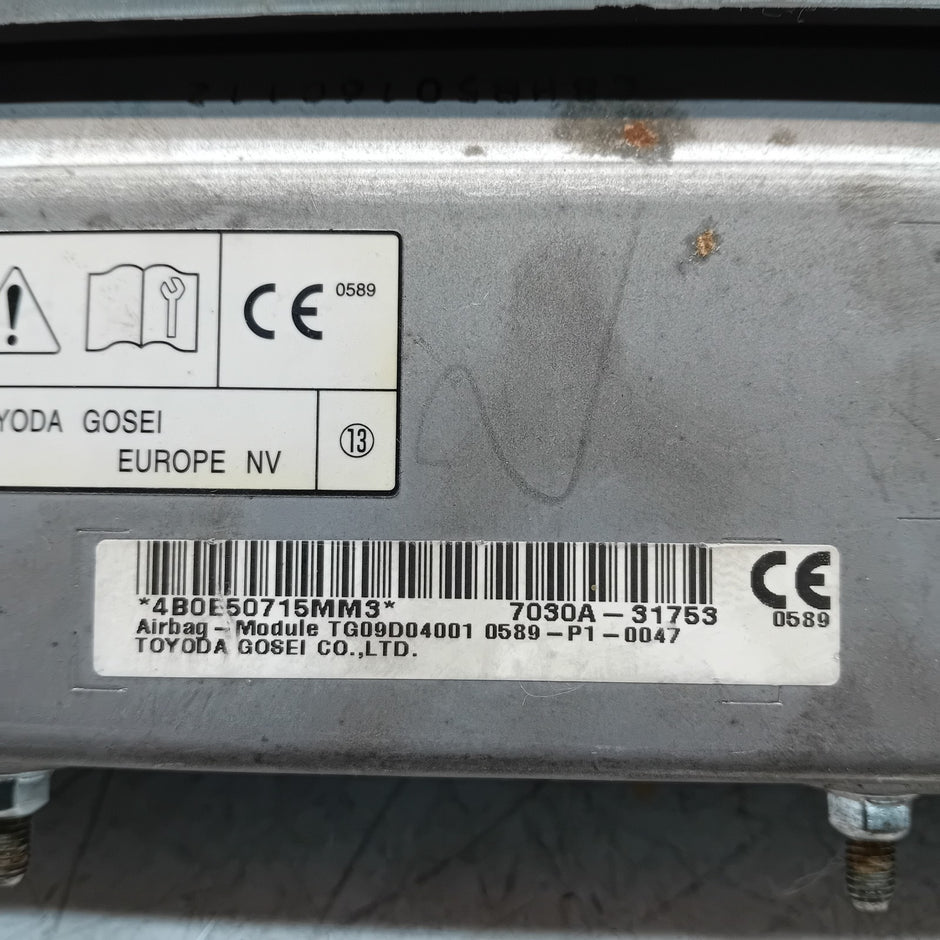 CE 0589
YODA GOSEI
EUROPE NV
13
*4B0E50715MM3* 7030A-31753
Airbag-Module TG09D04001 0589-P1-0047
TOYODA GOSEI CO.,LTD.
CE
0589